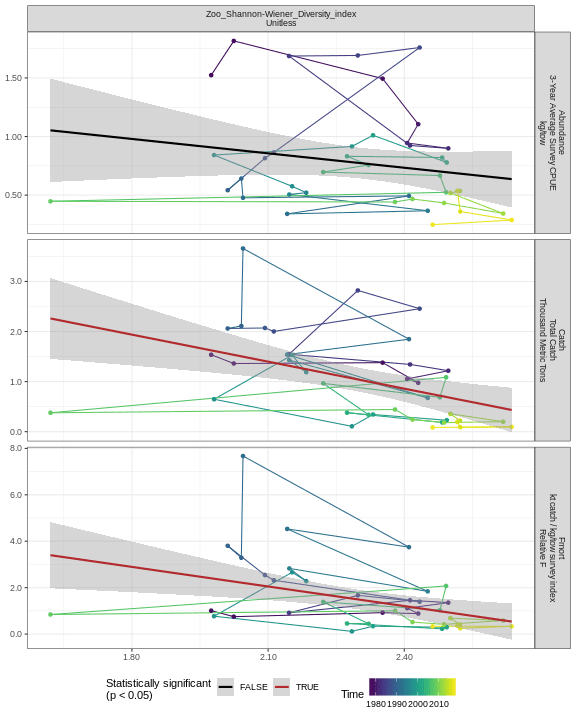 Zoo_Shannon-Wiener_Diversity_index
Unitless
1.50
1.00
0.50
Abundance
3-Year Average Survey CPUE
kg/tow
3.0
2.0
1.0
0.0
Catch
Total Catch
Thousand Metric Tons
8.0
6.0
4.0
2.0
0.0
Fmort
kt catch / kg/tow survey index
Relative F
1.80
2.10
2.40
Statistically significant
(p < 0.05)
FALSE
TRUE
Time
1980 1990 2000 2010